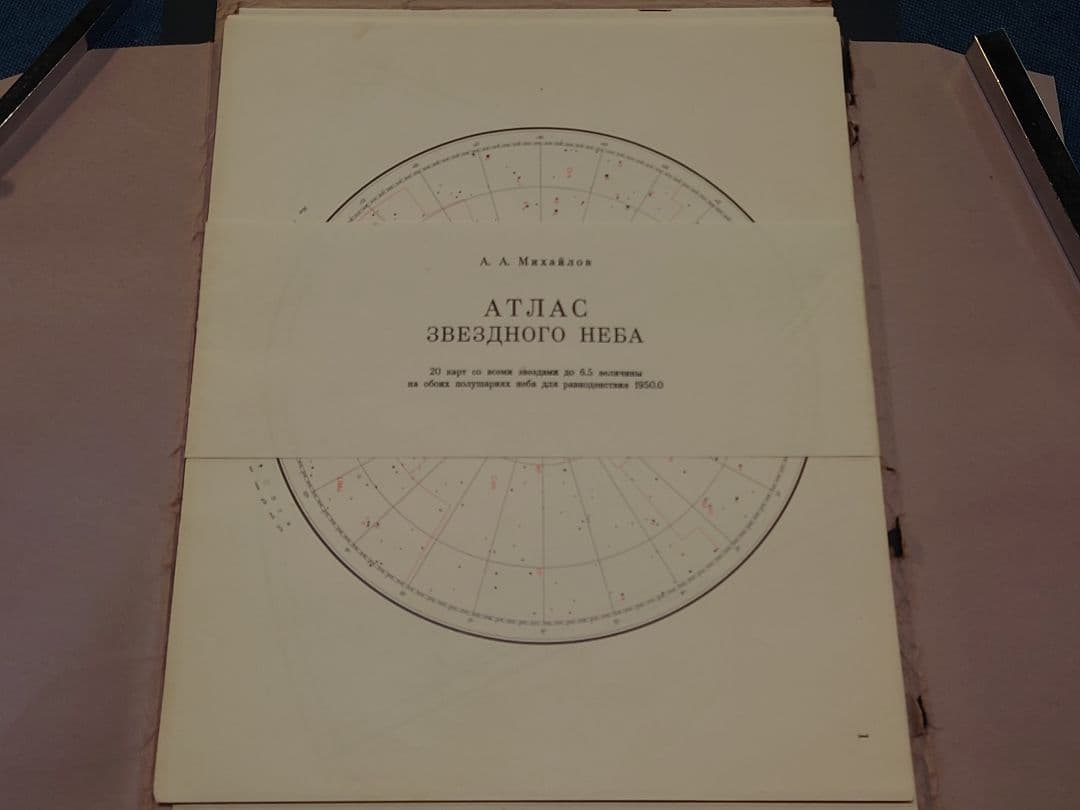 А. А. Михайлов
АТЛАС
ЗВЕЗДНОГО НЕБА
20 карт со всеми звездами до 6.5 величины
на обоих полушариях неба для равноденствия 1950.0
1